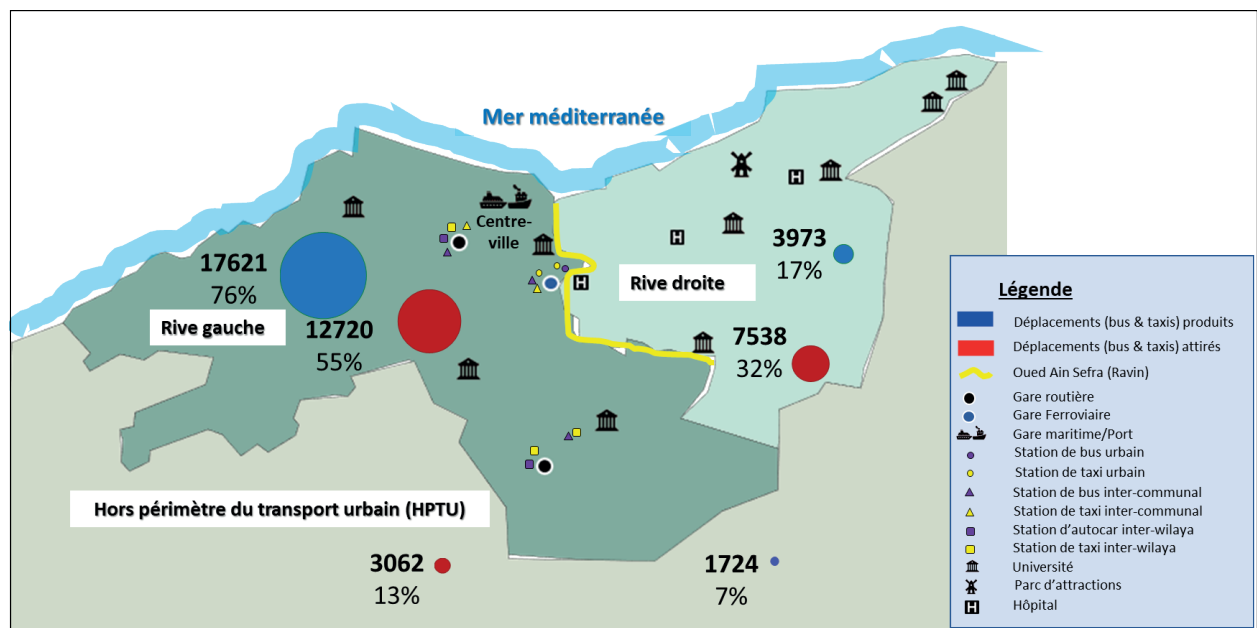 Mer méditerranée
Centre-
ville
17621
76%
Rive gauche
12720
55%
Rive droite
3973
17%
7538
32%
Hors périmètre du transport urbain (HPTU)
3062
13%
1724
7%
Légende
Déplacements (bus & taxis) produits
Déplacements (bus & taxis) attirés
Oued Ain Sefra (Ravin)
Gare routière
Gare Ferroviaire
Gare maritime/Port
Station de bus urbain
Station de taxi urbain
Station de bus inter-communal
Station de taxi inter-communal
Station d'autocar inter-wilaya
Station de taxi inter-wilaya
Université
Parc d'attractions
Hôpital
H
H
H
H